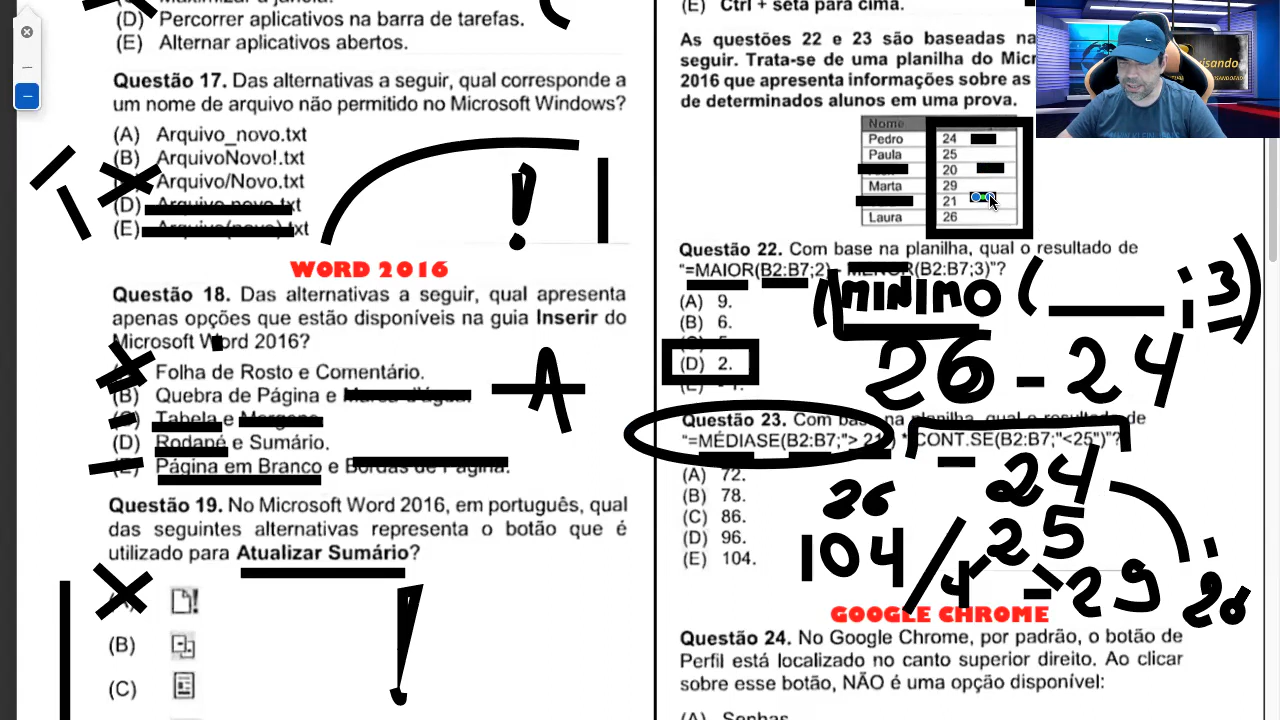 (D) Percorrer aplicativos na barra de tarefas.
(E) Alternar aplicativos abertos.
Questão 17. Das alternativas a seguir, qual corresponde a
um nome de arquivo não permitido no Microsoft Windows?
(A) Arquivo_novo.txt
(B) ArquivoNovo!.txt
Arquivo/Novo.txt
(D)
(E) txt
!
WORD 2016
Questão 18. Das alternativas a seguir, qual apresenta
apenas opções que estão disponíveis na guia Inserir do
Microsoft Word 2016?
Folha de Rosto e Comentário.
(B) Quebra de Página e
Tabela e
(D) Rodapé e Sumário.
(E) Página em Branco e
A
Questão 19. No Microsoft Word 2016, em português, qual
das seguintes alternativas representa o botão que é
utilizado para Atualizar Sumário?
(B)
(C)
!
(E) Ctrl + seta para cima.
As questões 22 e 23 são baseadas na
seguir. Trata-se de uma planilha do Micr
2016 que apresenta informações sobre as
de determinados alunos em uma prova.
Nome
Pedro 24
Paula 25
20
Marta 29
21
Laura 26
Questão 22. Com base na planilha, qual o resultado de
"=MAIOR(B2:B7;2) - MENOR(B2:B7;3)"?
(A) 9.
(B) 6.
(D) 2.
MINIMO ( ; 3)
26 - 24
Questão 23. Com base na planilha, qual o resultado de
"=MÉDIASE(B2:B7;"> 21") * CONT.SE(B2:B7;"<25")"?
(A) 72.
(B) 78.
(C) 86.
(D) 96.
(E) 104.
26
104/4
24
25
29
26
GOOGLE CHROME
Questão 24. No Google Chrome, por padrão, o botão de
Perfil está localizado no canto superior direito. Ao clicar
sobre esse botão, NÃO é uma opção disponível:
(A) Senhas
visando